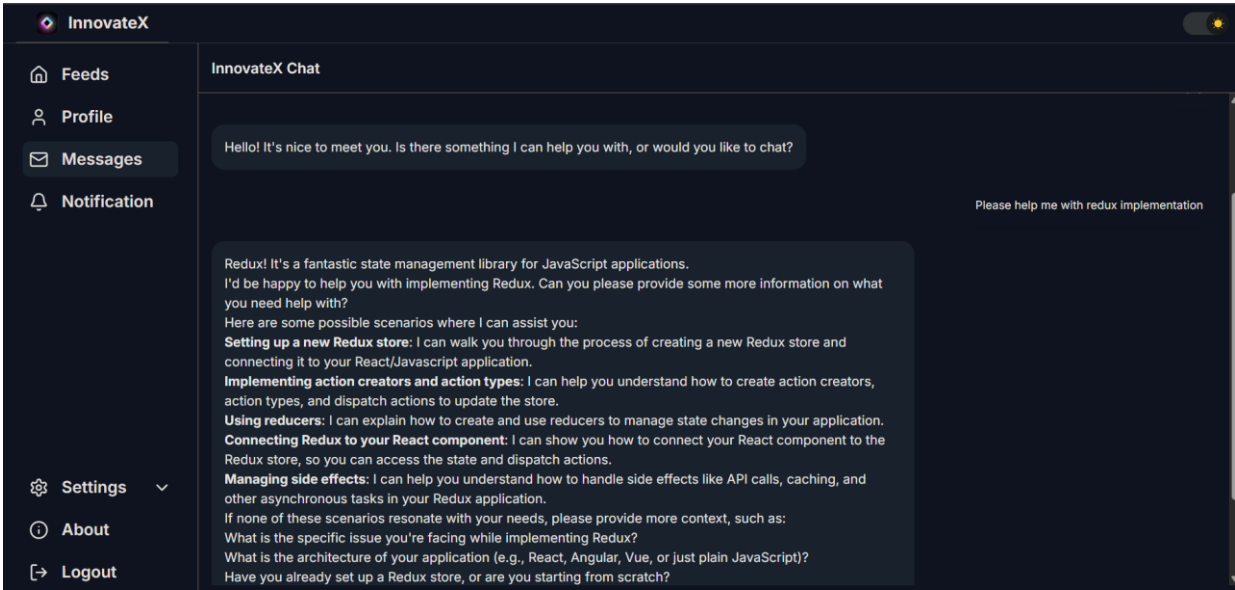 InnovateX
Feeds
Profile
Messages
Notification
Settings
About
Logout
InnovateX Chat
Hello! It's nice to meet you. Is there something I can help you with, or would you like to chat?
Please help me with redux implementation
Redux! It's a fantastic state management library for JavaScript applications.
I'd be happy to help you with implementing Redux. Can you please provide some more information on what
you need help with?
Here are some possible scenarios where I can assist you:
Setting up a new Redux store: I can walk you through the process of creating a new Redux store and
connecting it to your React/Javascript application.
Implementing action creators and action types: I can help you understand how to create action creators,
action types, and dispatch actions to update the store.
Using reducers: I can explain how to create and use reducers to manage state changes in your application.
Connecting Redux to your React component: I can show you how to connect your React component to the
Redux store, so you can access the state and dispatch actions.
Managing side effects: I can help you understand how to handle side effects like API calls, caching, and
other asynchronous tasks in your Redux application.
If none of these scenarios resonate with your needs, please provide more context, such as:
What is the specific issue you're facing while implementing Redux?
What is the architecture of your application (e.g., React, Angular, Vue, or just plain JavaScript)?
Have you already set up a Redux store, or are you starting from scratch?